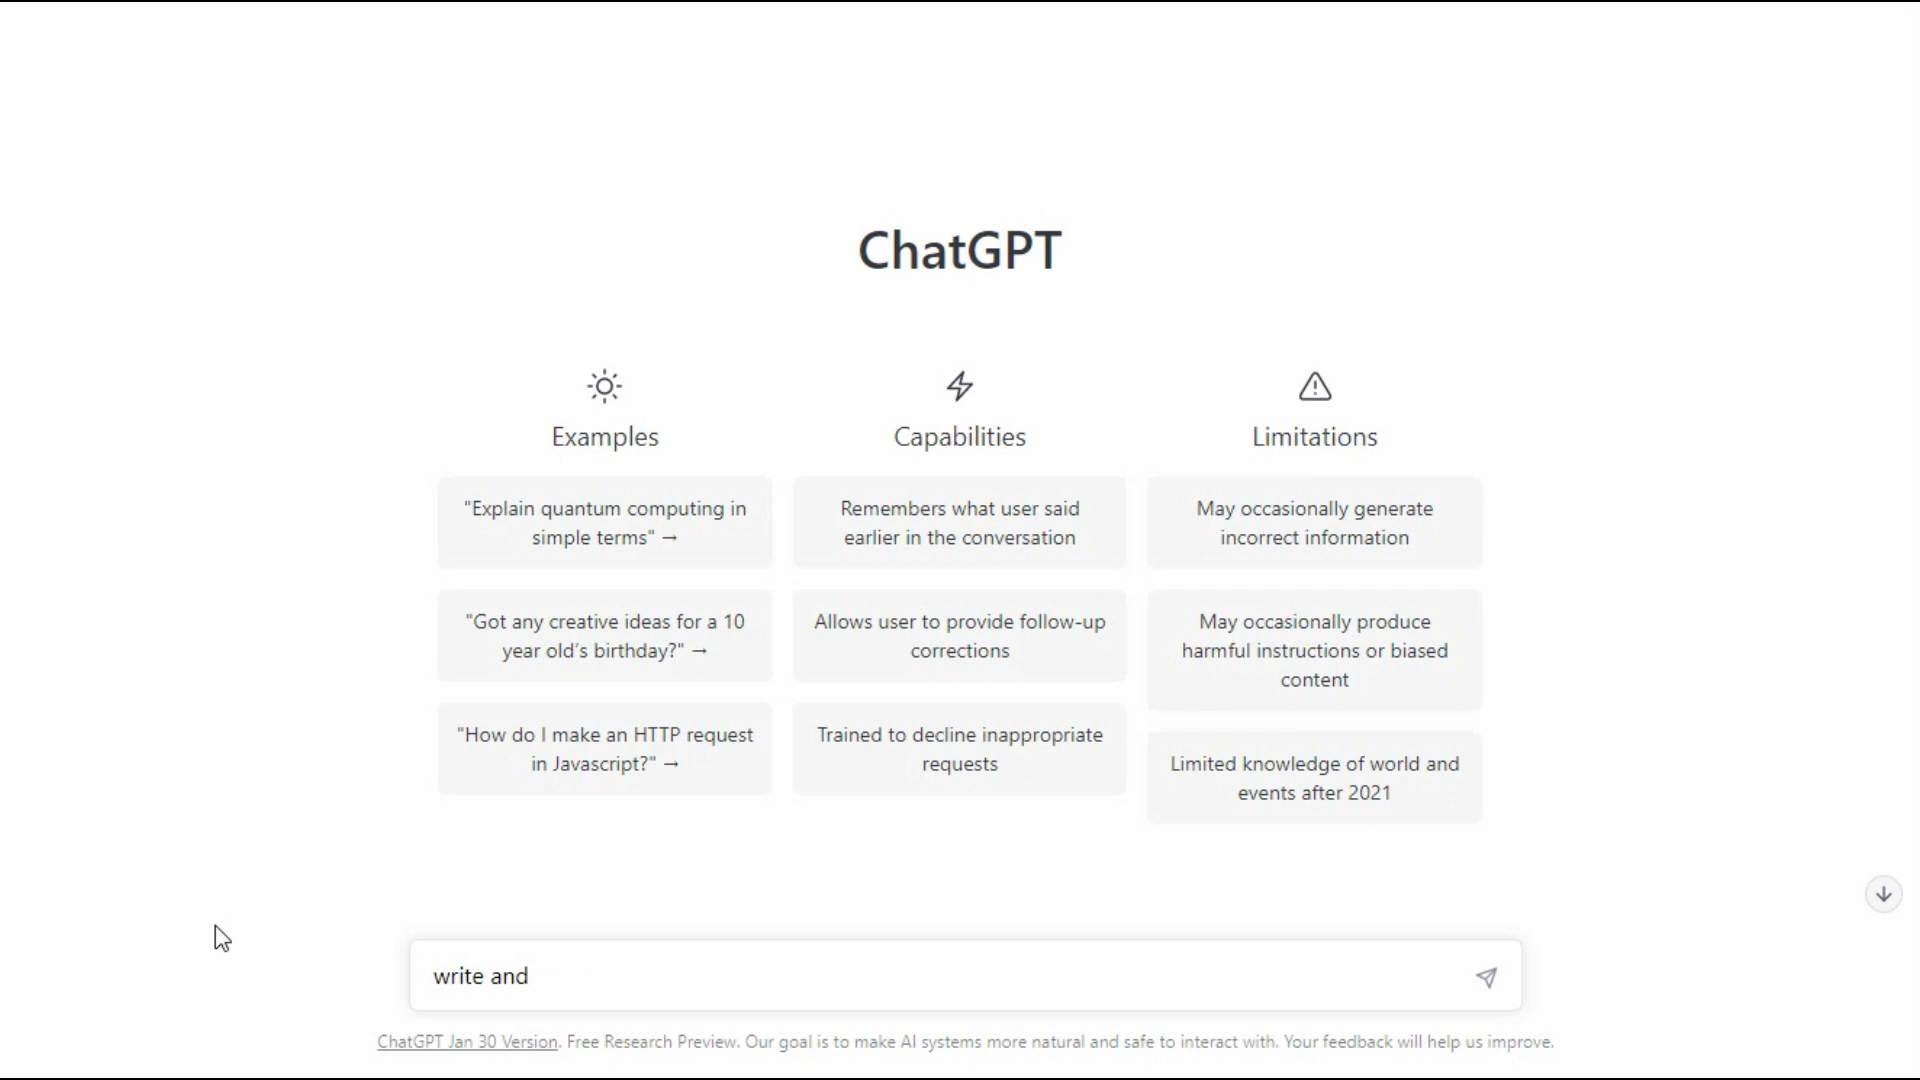 ChatGPT
Examples
"Explain quantum computing in
simple terms" →
"Got any creative ideas for a 10
year old's birthday?" →
"How do I make an HTTP request
in Javascript?" →
Capabilities
Remembers what user said
earlier in the conversation
Allows user to provide follow-up
corrections
Trained to decline inappropriate
requests
Limitations
May occasionally generate
incorrect information
May occasionally produce
harmful instructions or biased
content
Limited knowledge of world and
events after 2021
write and
ChatGPT Jan 30 Version. Free Research Preview. Our goal is to make AI systems more natural and safe to interact with. Your feedback will help us improve.